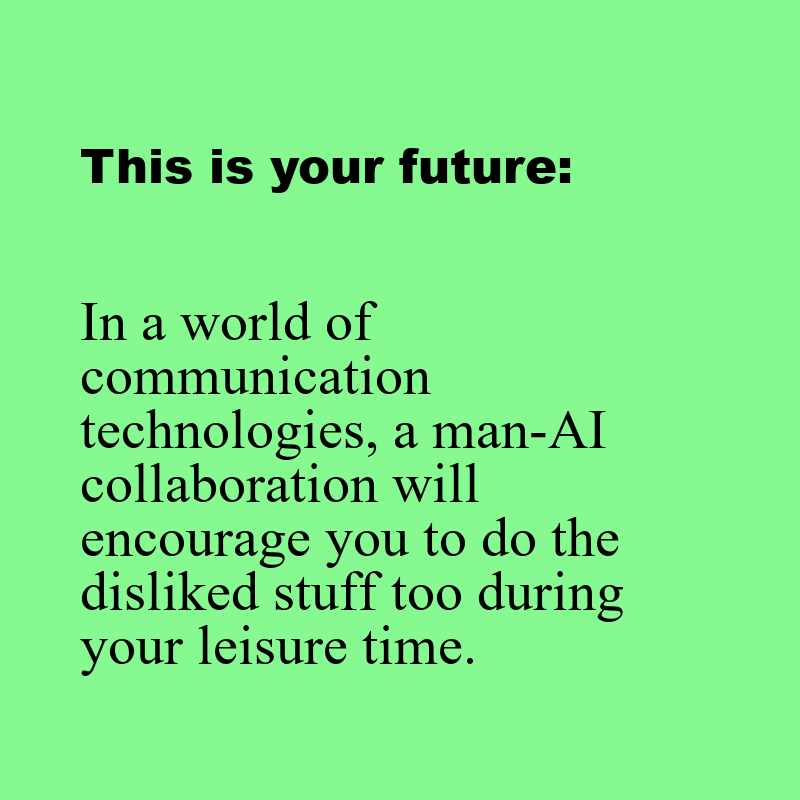 This is your future:
In a world of
communication
technologies, a man-AI
collaboration will
encourage you to do the
disliked stuff too during
your leisure time.